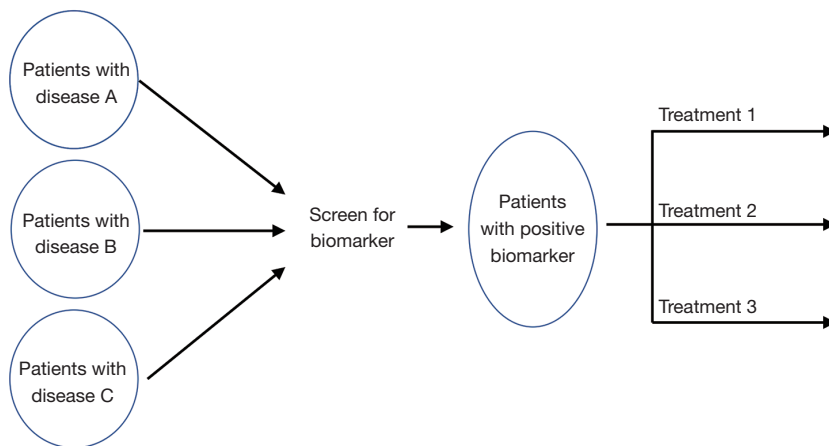 Patients with
disease A
Patients with
disease B
Patients with
disease C
Screen for
biomarker
Patients
with positive
biomarker
Treatment 1
Treatment 2
Treatment 3